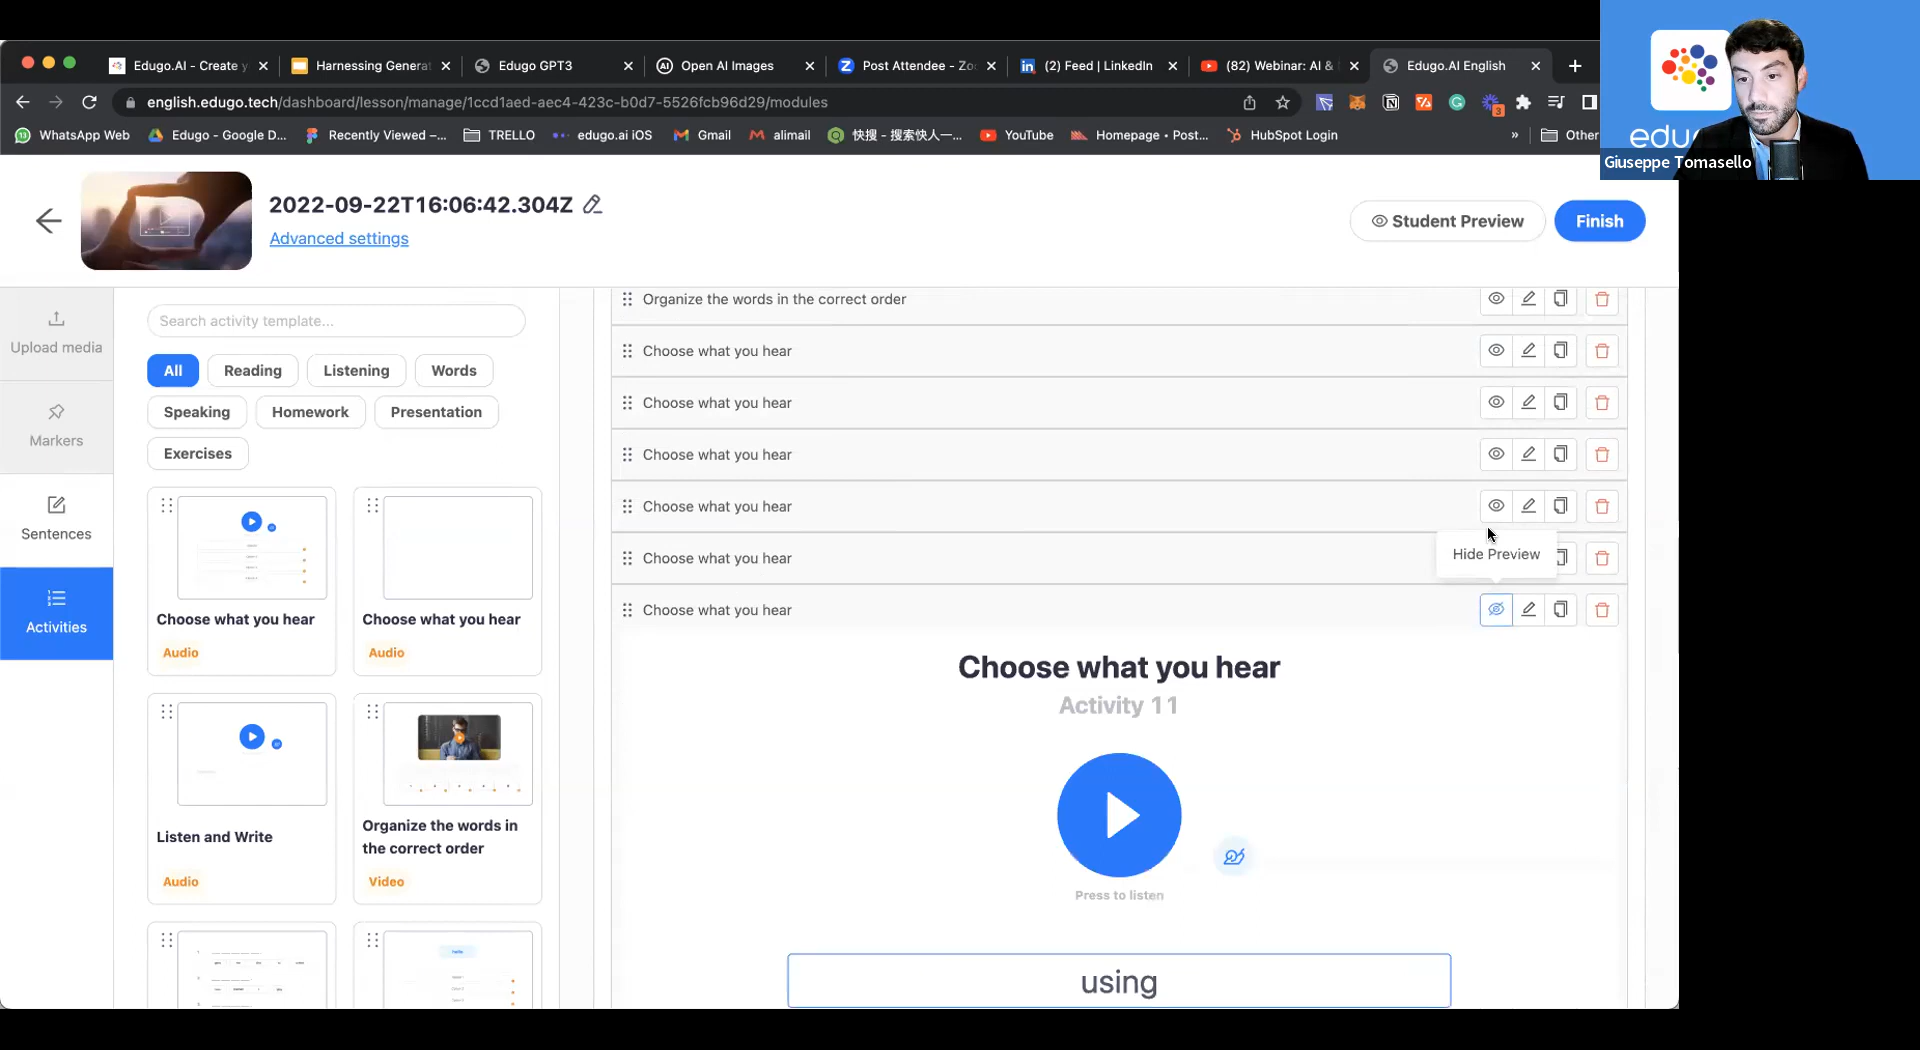 Edugo.AI - Create y
Harnessing Generat
Edugo GPT3
Open AI Images
Post Attendee - Zo
(2) Feed | LinkedIn
(82) Webinar: AI &
Edugo.AI English
english.edugo.tech/dashboard/lesson/manage/1ccd1aed-aec4-423c-b0d7-5526fcb96d29/modules
WhatsApp Web
Edugo - Google D...
Recently Viewed –...
TRELLO
edugo.ai iOS
Gmail
alimail
快搜 - 搜索快人一...
YouTube
Homepage • Post...
HubSpot Login
»
Other
edu
Giuseppe Tomasello
2022-09-22T16:06:42.304Z
Advanced settings
Student Preview
Finish
Upload media
Markers
Sentences
Activities
Search activity template...
All
Reading
Listening
Words
Speaking
Homework
Presentation
Exercises
Choose what you hear
Audio
Choose what you hear
Audio
Listen and Write
Audio
Organize the words in
the correct order
Video
hello
Organize the words in the correct order
Choose what you hear
Choose what you hear
Choose what you hear
Choose what you hear
Choose what you hear
Hide Preview
Choose what you hear
Choose what you hear
Activity 11
Press to listen
using